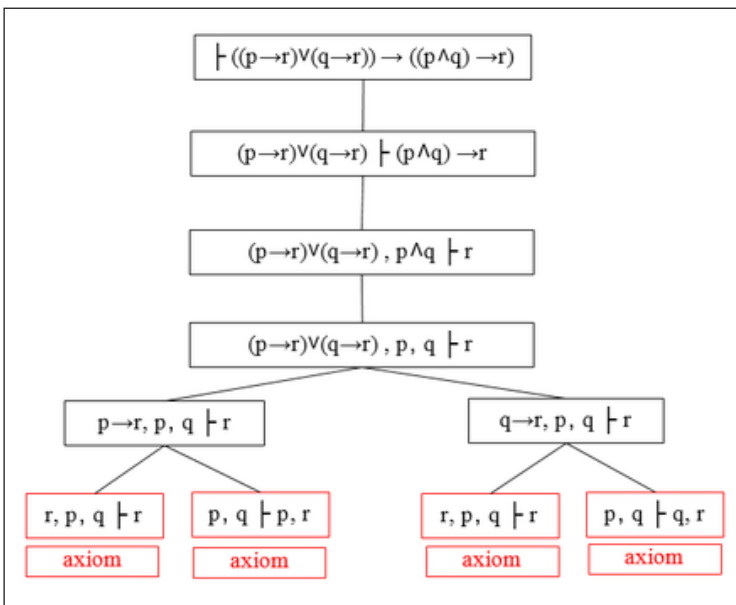 ├ ((p→r)∨(q→r)) → ((p∧q) →r)
(p→r)∨(q→r) ├ (p∧q) →r
(p→r)∨(q→r) , p∧q ├ r
(p→r)∨(q→r) , p, q ├ r
p→r, p, q ├ r
q→r, p, q ├ r
r, p, q ├ r
p, q ├ p, r
r, p, q ├ r
p, q ├ q, r
axiom
axiom
axiom
axiom